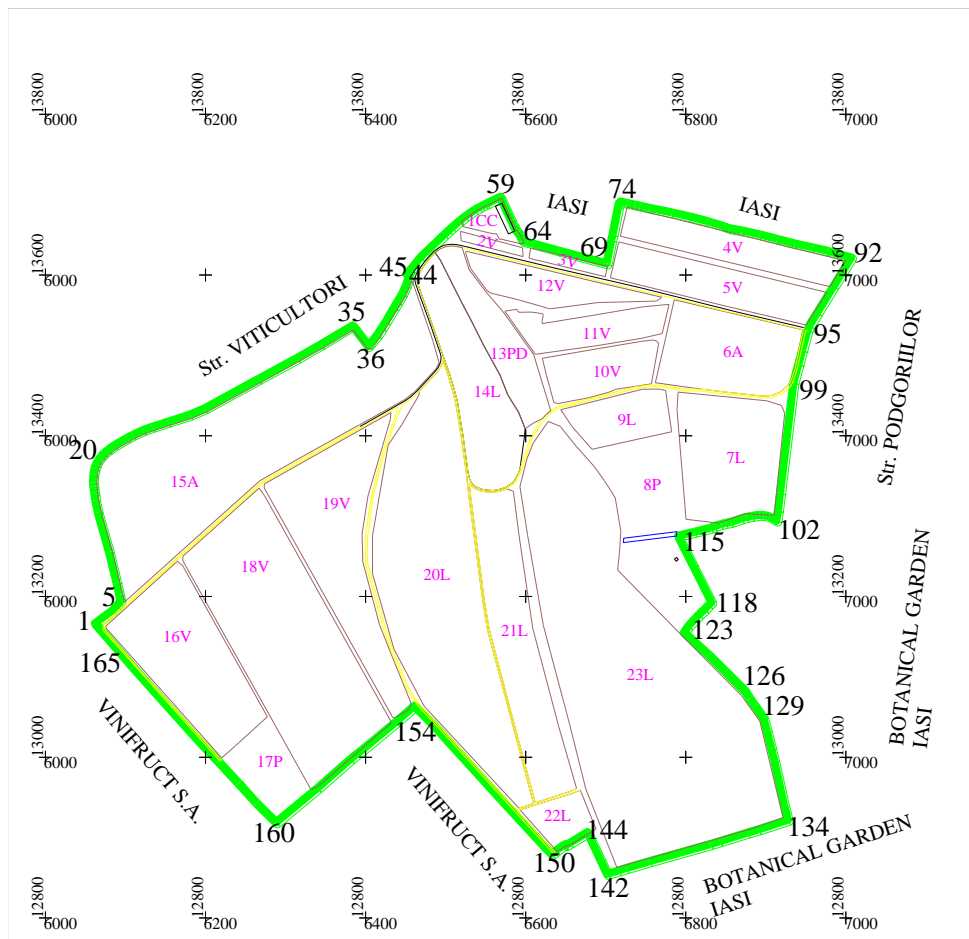 13800
6000
13800
6200
13800
6400
13800
6600
13800
6800
13800
7000
59
IASI
74
IASI
1CC
64
2V
69
3V
4V
92
13600
6000
45
44
12V
5V
13600
7000
Str. VITICULTORI
35
36
11V
95
13PD
10V
6A
14L
99
Str. PODGORIILOR
13400
6000
20
9L
13400
7000
15A
19V
8P
7L
102
115
BOTANICAL GARDEN
IASI
18V
20L
13200
6000
5
1
118
13200
7000
16V
21L
123
165
23L
126
129
VINIFRUCT S.A.
154
13000
6000
17P
VINIFRUCT S.A.
13000
7000
160
22L
144
134
150
142
BOTANICAL GARDEN
IASI
12800
6000
12800
6200
12800
6400
12800
6600
12800
6800
12800
7000